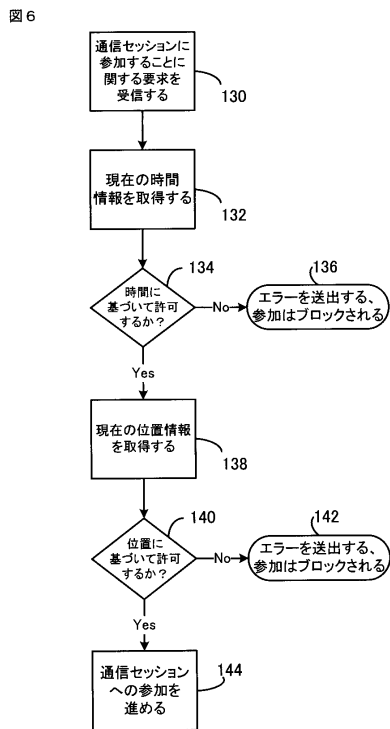 図6
通信セッションに
参加することに
関する要求を
受信する
130
現在の時間
情報を取得する
132
134
時間に
基づいて許可
するか?
No
136
エラーを送出する、
参加はブロックされる
Yes
現在の位置情報
を取得する
138
140
位置に
基づいて許可
するか?
No
142
エラーを送出する、
参加はブロックされる
Yes
通信セッション
への参加を
進める
144